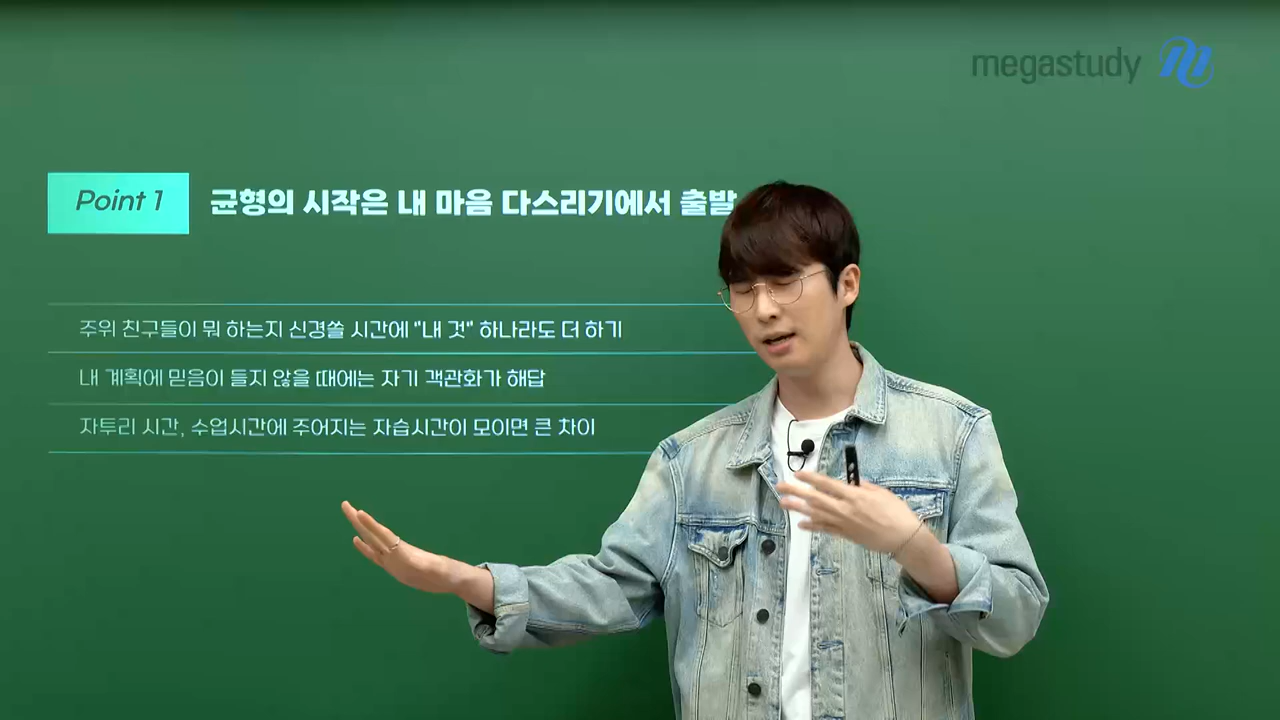 megastudy
Point 1
균형의 시작은 내 마음 다스리기에서 출발
주위 친구들이 뭐 하는지 신경쓸 시간에 "내 것" 하나라도 더 하기
내 계획에 믿음이 들지 않을 때에는 자기 객관화가 해답
자투리 시간, 수업시간에 주어지는 자습시간이 모이면 큰 차이